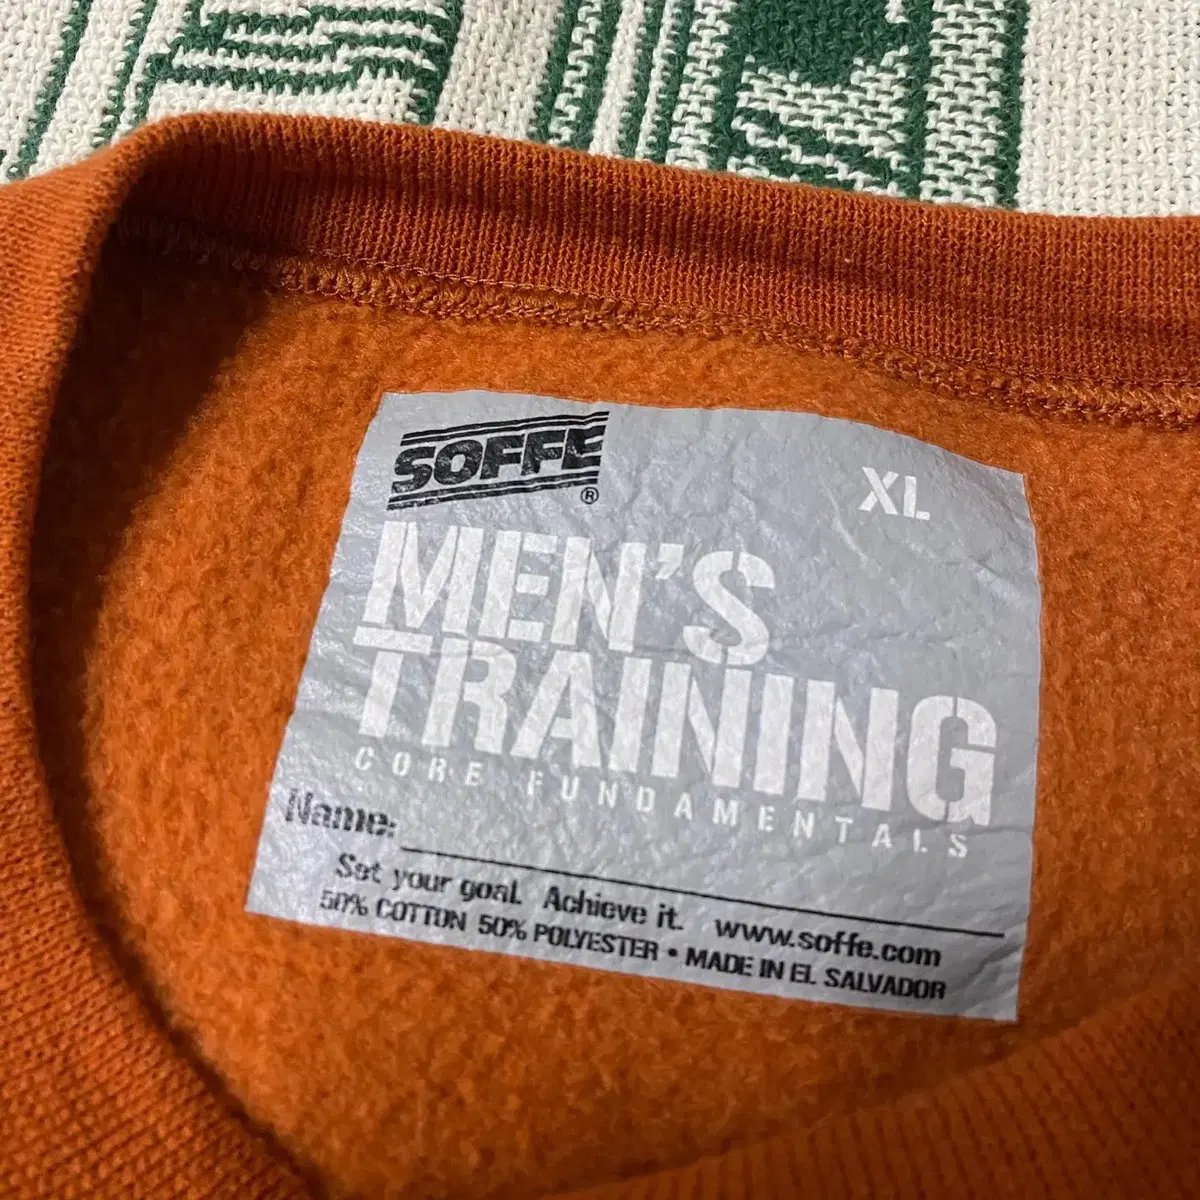 SOFFE®
XL
MEN'S
TRAINING
CORE FUNDAMENTALS
Name:
Set your goal. Achieve it. www.soffe.com
50% COTTON 50% POLYESTER • MADE IN EL SALVADOR